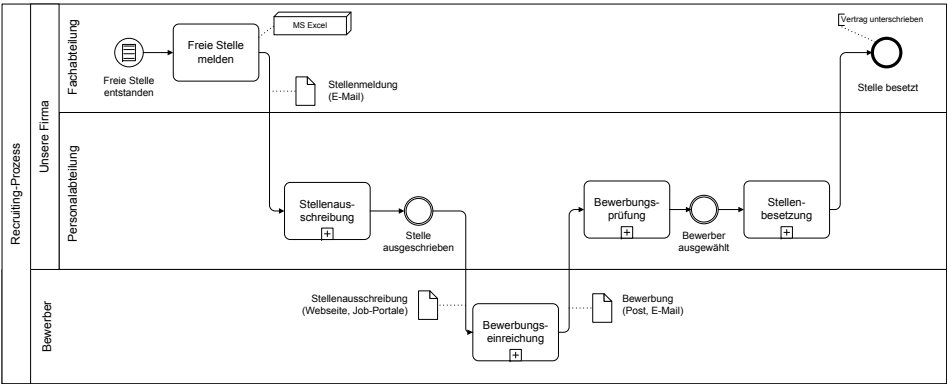 Recruiting-Prozess
Unsere Firma
Fachabteilung
Freie Stelle
entstanden
Freie Stelle
melden
MS Excel
Stellenmeldung
(E-Mail)
Vertrag unterschrieben
Stelle besetzt
Personalabteilung
Stellenaus-
schreibung
Stelle
ausgeschrieben
Bewerbungs-
prüfung
Bewerber
ausgewählt
Stellen-
besetzung
Bewerber
Stellenausschreibung
(Webseite, Job-Portale)
Bewerbungs-
einreichung
Bewerbung
(Post, E-Mail)